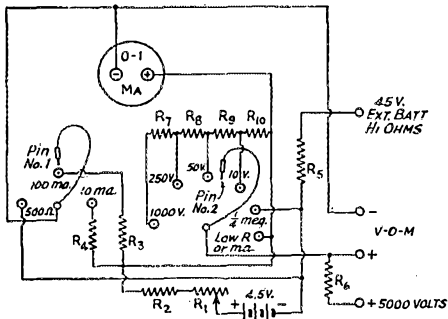 0-1
- +
MA
R7 R8 R9 R10
45 V.
EXT. BATT
HI OHMS
Pin
No. 1
100 ma.
10 ma.
500Ω
250V.
50V.
10V.
Pin
No. 2
R5
1000 V.
1/4 meg.
Low R
or ma
R4
R3
-
V-O-M
+
R6
R2 R1
+ 4.5V. -
+5000 VOLTS